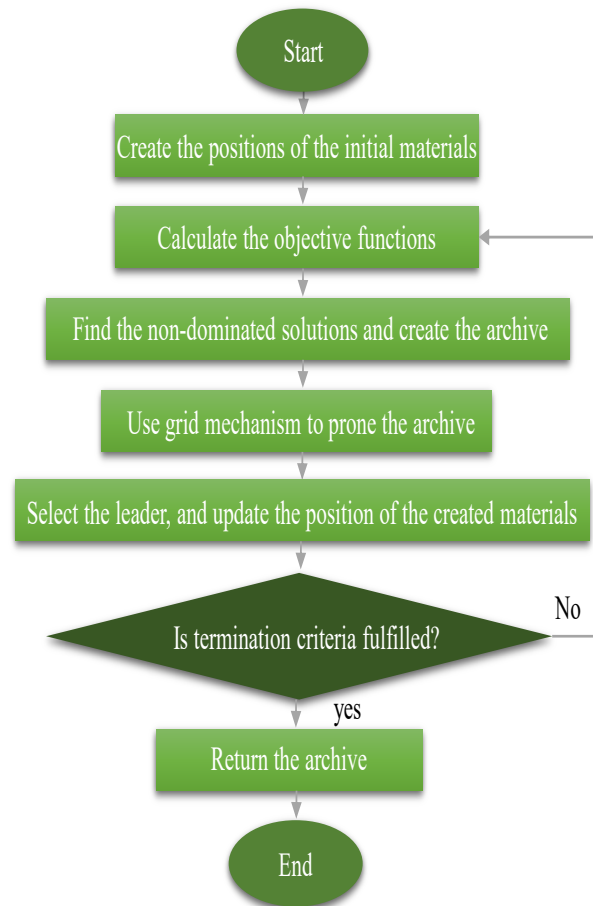 Start
Create the positions of the initial materials
Calculate the objective functions
Find the non-dominated solutions and create the archive
Use grid mechanism to prone the archive
Select the leader, and update the position of the created materials
Is termination criteria fulfilled?
No
yes
Return the archive
End